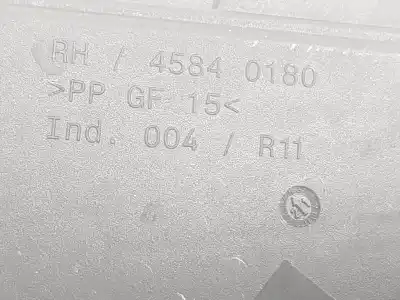 RH / 4584 0180
>PP GF 15<
Ind. 004 / R11